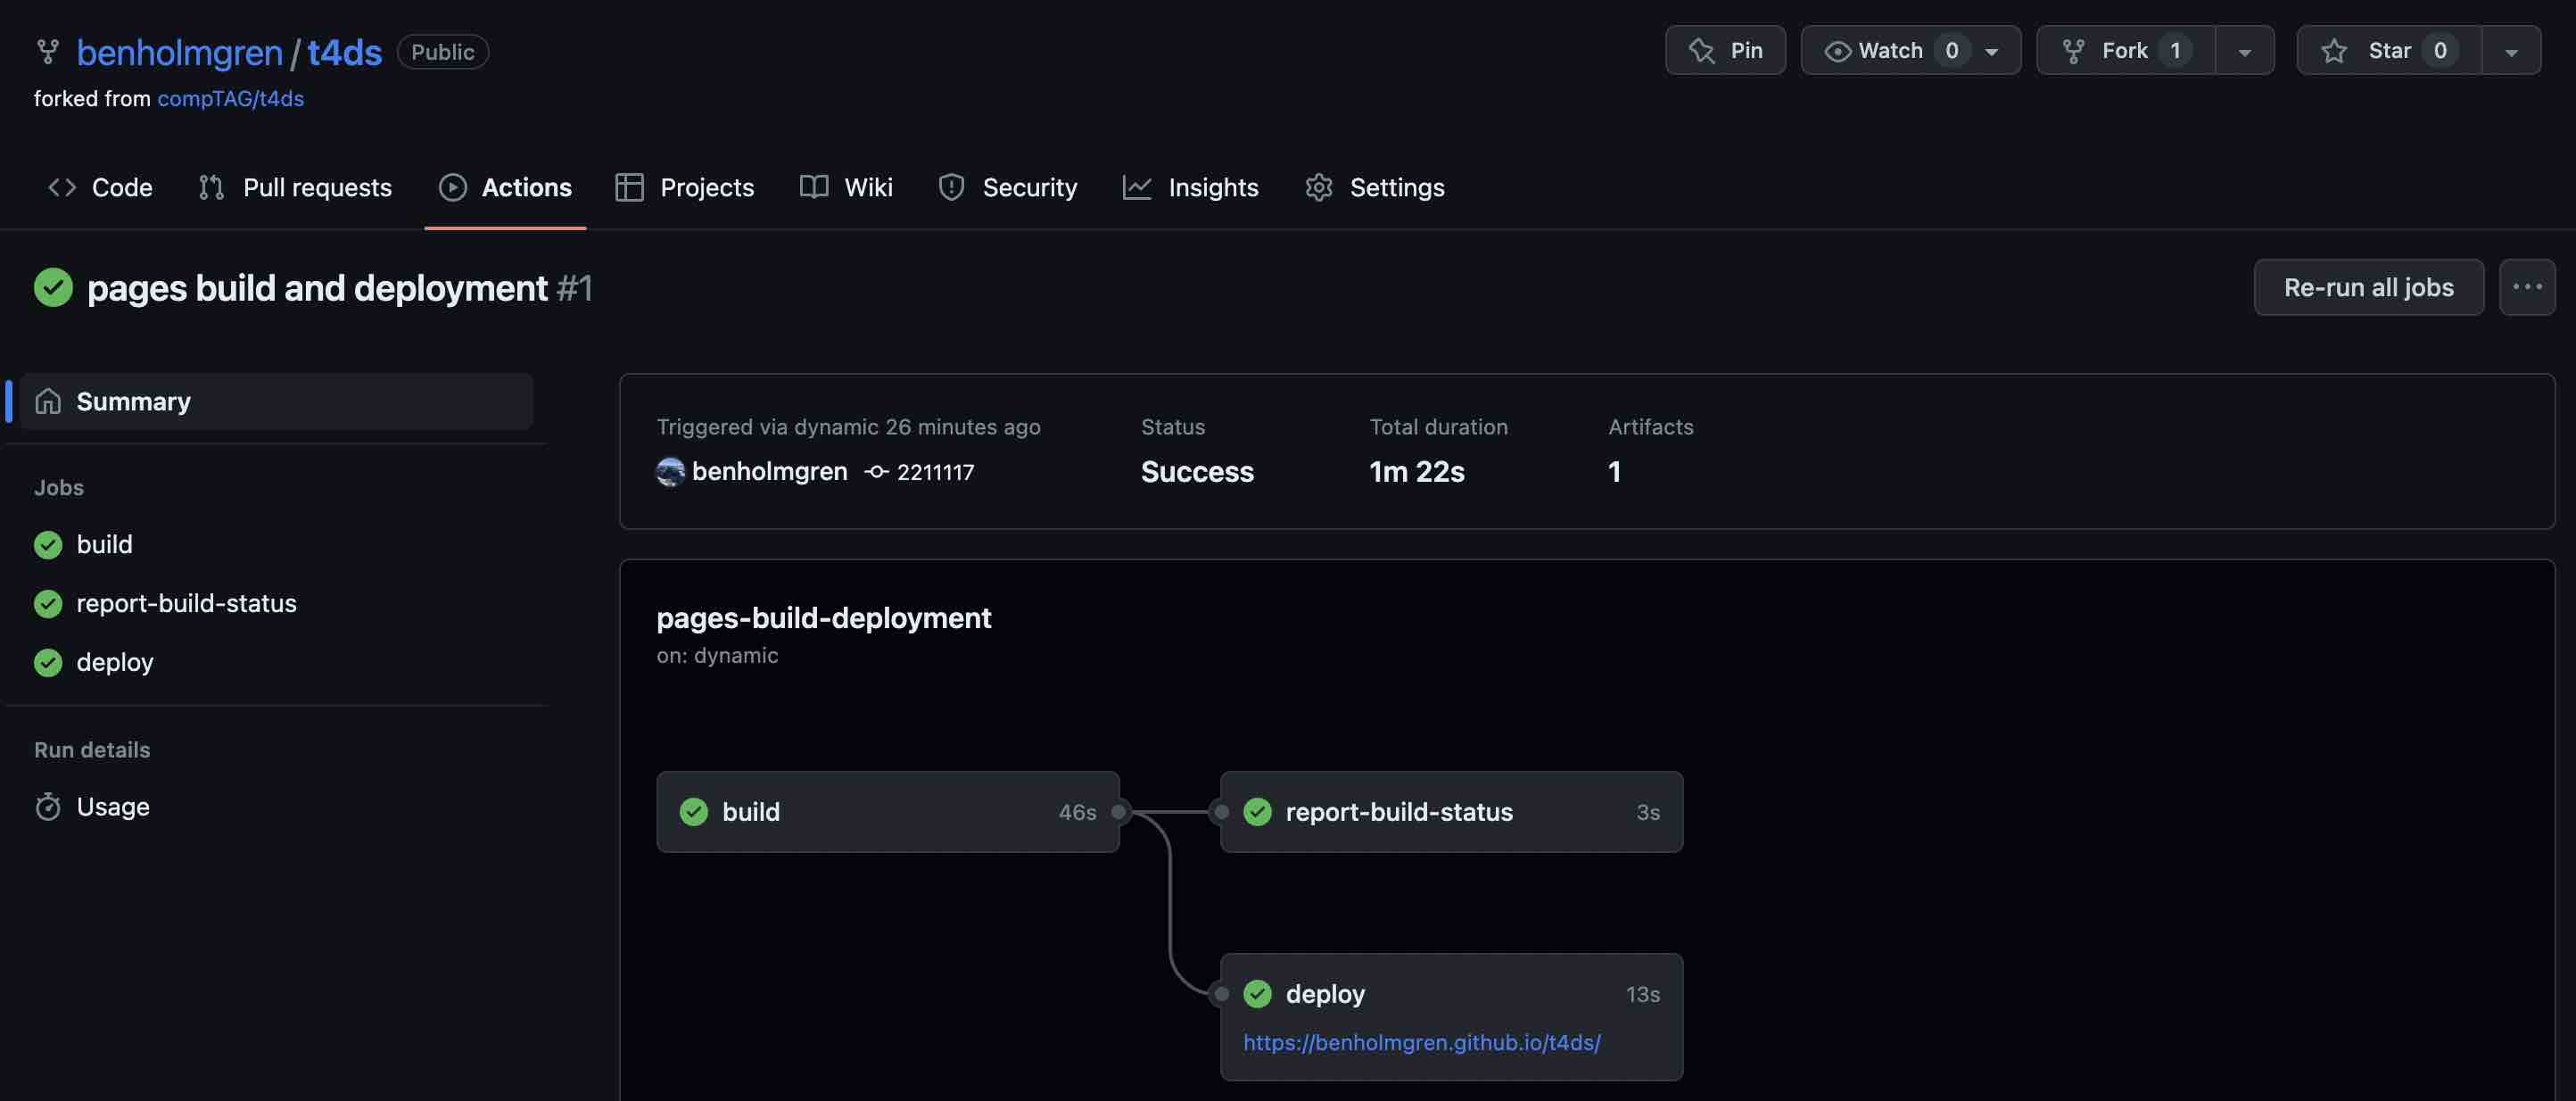 benholmgren / t4ds Public
Pin
Watch 0
Fork 1
Star 0
forked from compTAG/t4ds
Code
Pull requests
Actions
Projects
Wiki
Security
Insights
Settings
pages build and deployment #1
Re-run all jobs
Summary
Jobs
build
report-build-status
deploy
Run details
Usage
Triggered via dynamic 26 minutes ago
benholmgren 2211117
Status
Success
Total duration
1m 22s
Artifacts
1
pages-build-deployment
on: dynamic
build 46s
report-build-status 3s
deploy 13s
https://benholmgren.github.io/t4ds/